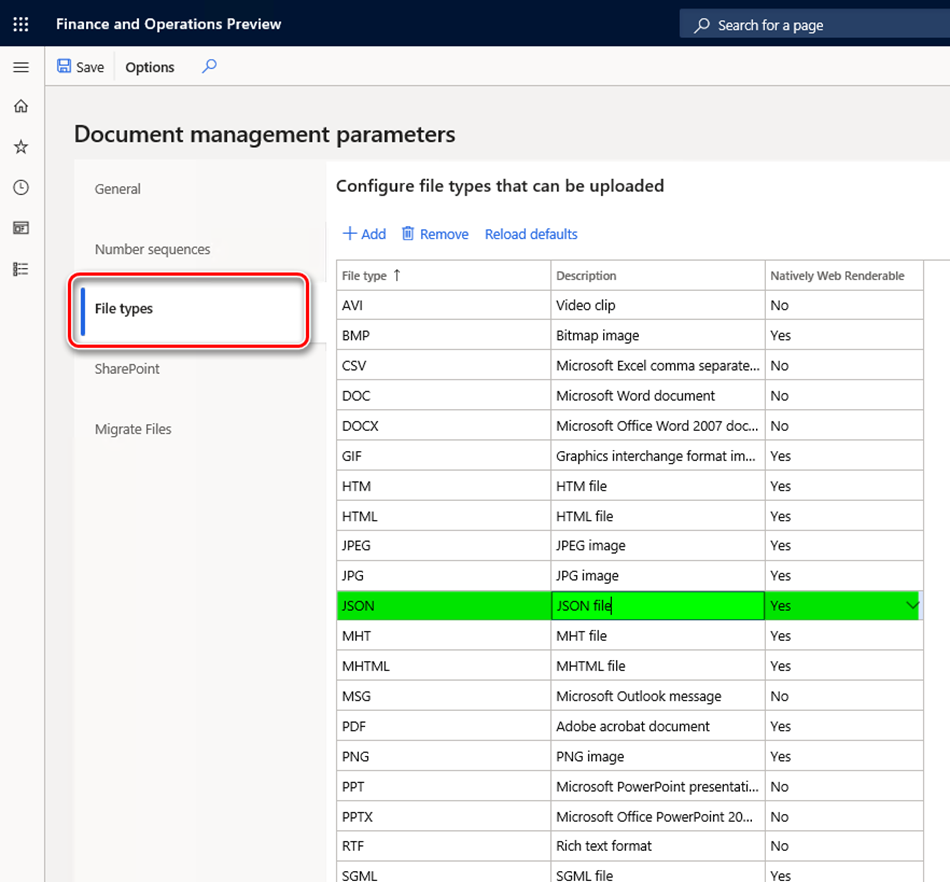 Finance and Operations Preview
Search for a page
Save Options
Document management parameters
General
Number sequences
File types
SharePoint
Migrate Files
Configure file types that can be uploaded
Add Remove Reload defaults
File type ↑ Description Natively Web Renderable
AVI Video clip No
BMP Bitmap image Yes
CSV Microsoft Excel comma separate... No
DOC Microsoft Word document No
DOCX Microsoft Office Word 2007 doc... No
GIF Graphics interchange format im... Yes
HTM HTM file Yes
HTML HTML file Yes
JPEG JPEG image Yes
JPG JPG image Yes
JSON JSON file Yes
MHT MHT file Yes
MHTML MHTML file Yes
MSG Microsoft Outlook message No
PDF Adobe acrobat document Yes
PNG PNG image Yes
PPT Microsoft PowerPoint presentati... No
PPTX Microsoft Office PowerPoint 20... No
RTF Rich text format No
SGML SGML file Yes